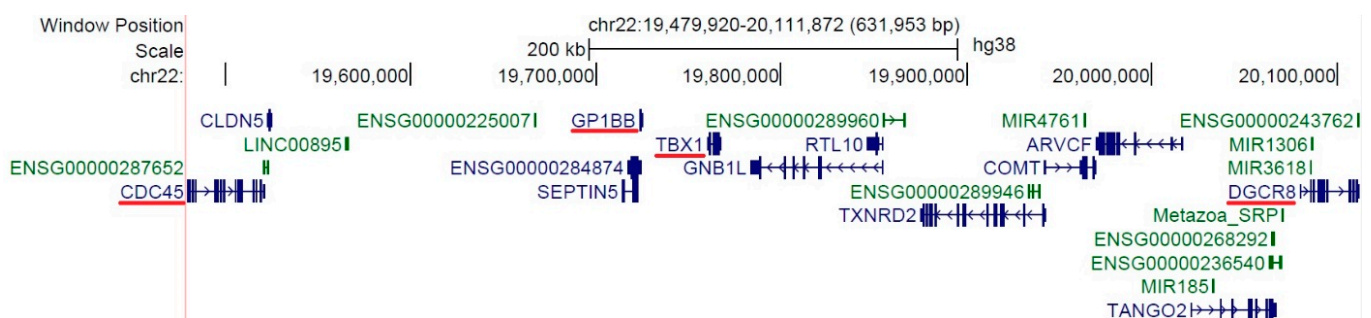 Window Position chr22:19,479,920-20,111,872 (631,953 bp)
Scale 200 kb hg38
chr22: 19,600,000 19,700,000 19,800,000 19,900,000 20,000,000 20,100,000
CLDN5 ENSG00000225007 GP1BB ENSG00000289960 MIR4761 ENSG00000243762
LINC00895 TBX1 RTL10 ARVCF MIR1306
ENSG00000287652 ENSG00000284874 GNB1L COMT MIR3618
CDC45 SEPTIN5 ENSG00000289946 DGCR8
TXNRD2 Metazoa_SRP
ENSG00000268292
ENSG00000236540
MIR185
TANGO2